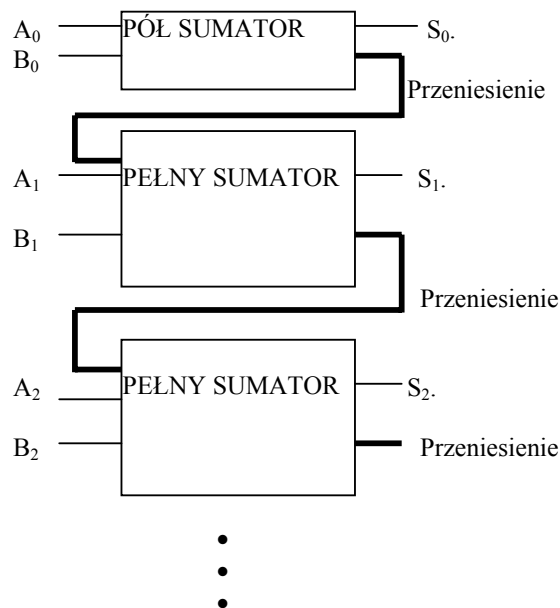 A₀ PÓŁ SUMATOR S₀.
B₀
Przeniesienie
A₁ PEŁNY SUMATOR S₁.
B₁
Przeniesienie
A₂ PEŁNY SUMATOR S₂.
B₂ Przeniesienie